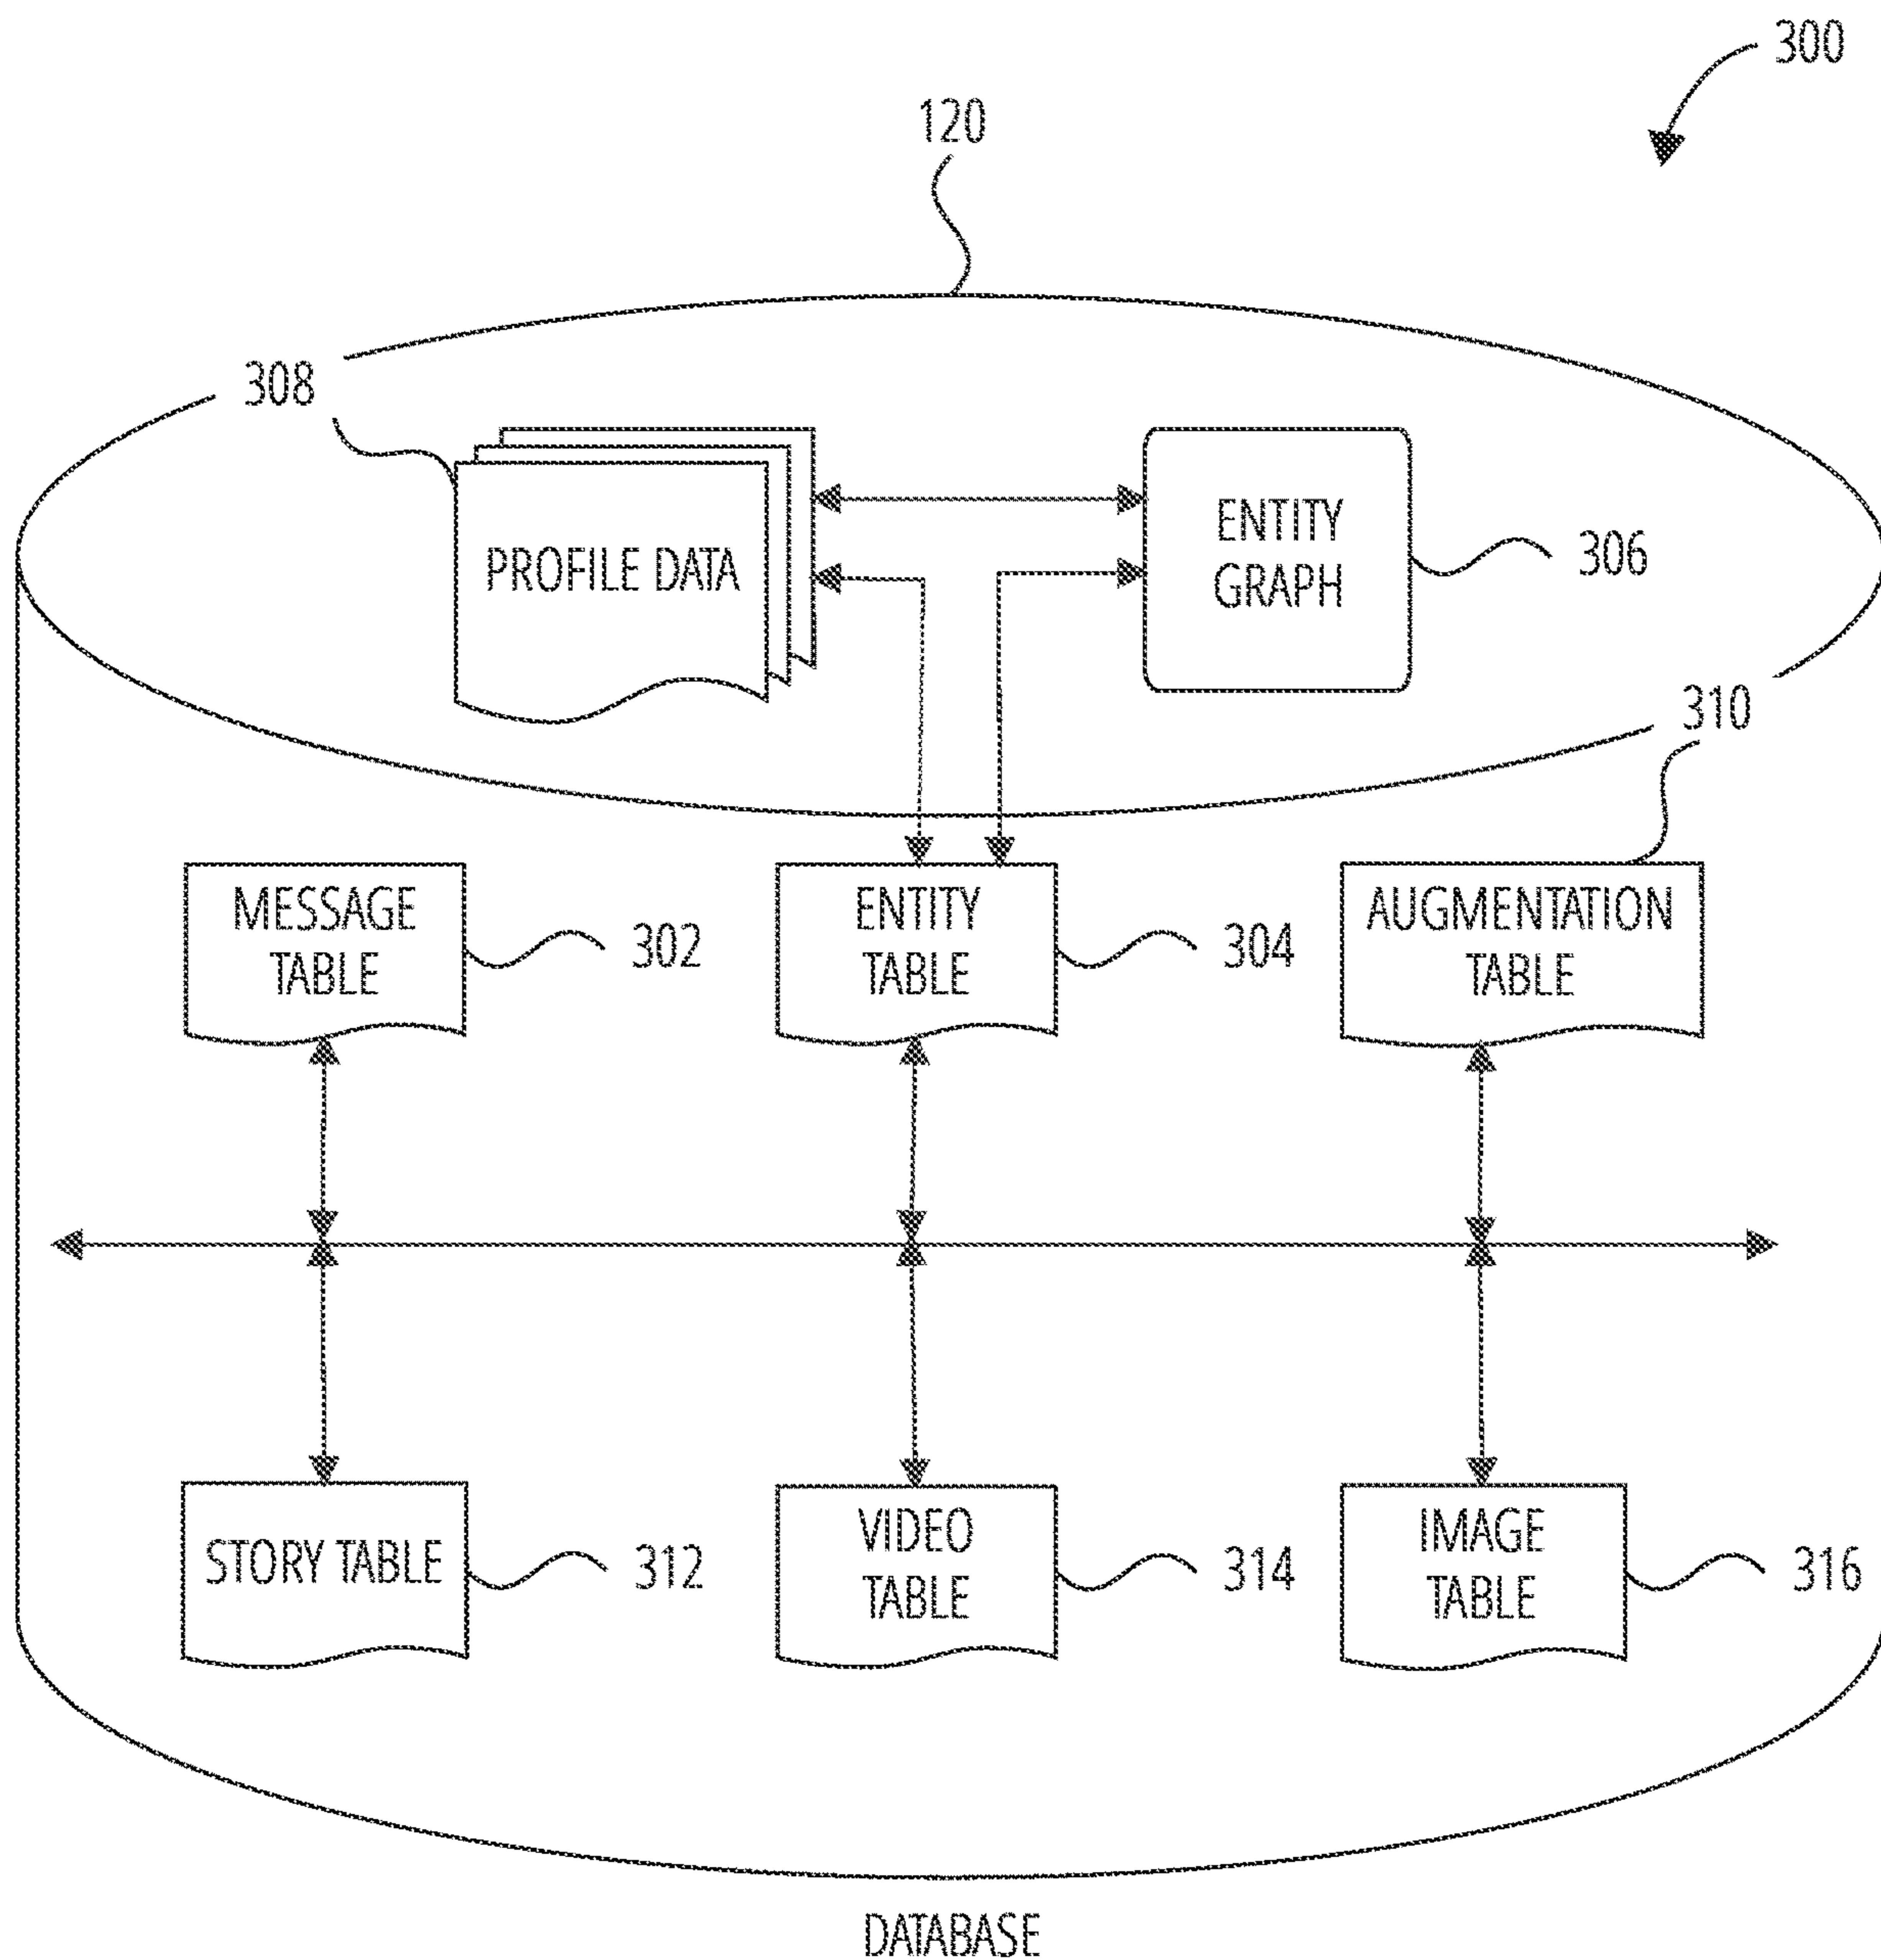 300
120
308
PROFILE DATA
ENTITY
GRAPH
306
310
MESSAGE
TABLE
302
ENTITY
TABLE
304
AUGMENTATION
TABLE
STORY TABLE
312
VIDEO
TABLE
314
IMAGE
TABLE
316
DATABASE